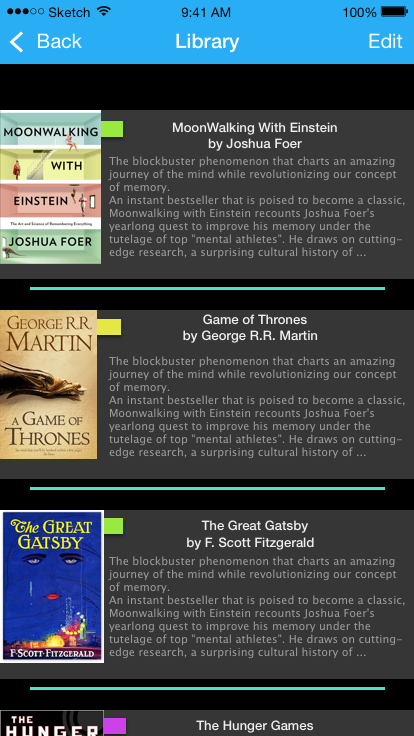 Sketch 9:41 AM 100%
Back Library Edit
MOONWALKING
WITH
EINSTEIN
The Art and Science of Remembering Everything
JOSHUA FOER
MoonWalking With Einstein
by Joshua Foer
The blockbuster phenomenon that charts an amazing
journey of the mind while revolutionizing our concept
of memory.
An instant bestseller that is poised to become a classic,
Moonwalking with Einstein recounts Joshua Foer's
yearlong quest to improve his memory under the
tutelage of top "mental athletes". He draws on cutting-
edge research, a surprising cultural history of ...
GEORGE R.R.
MARTIN
A GAME OF
THRONES
Game of Thrones
by George R.R. Martin
The blockbuster phenomenon that charts an amazing
journey of the mind while revolutionizing our concept
of memory.
An instant bestseller that is poised to become a classic,
Moonwalking with Einstein recounts Joshua Foer's
yearlong quest to improve his memory under the
tutelage of top "mental athletes". He draws on cutting-
edge research, a surprising cultural history of ...
The GREAT
GATSBY
F·SCOTT·FITZGERALD
The Great Gatsby
by F. Scott Fitzgerald
The blockbuster phenomenon that charts an amazing
journey of the mind while revolutionizing our concept
of memory.
An instant bestseller that is poised to become a classic,
Moonwalking with Einstein recounts Joshua Foer's
yearlong quest to improve his memory under the
tutelage of top "mental athletes". He draws on cutting-
edge research, a surprising cultural history of ...
THE
HUNGER
The Hunger Games